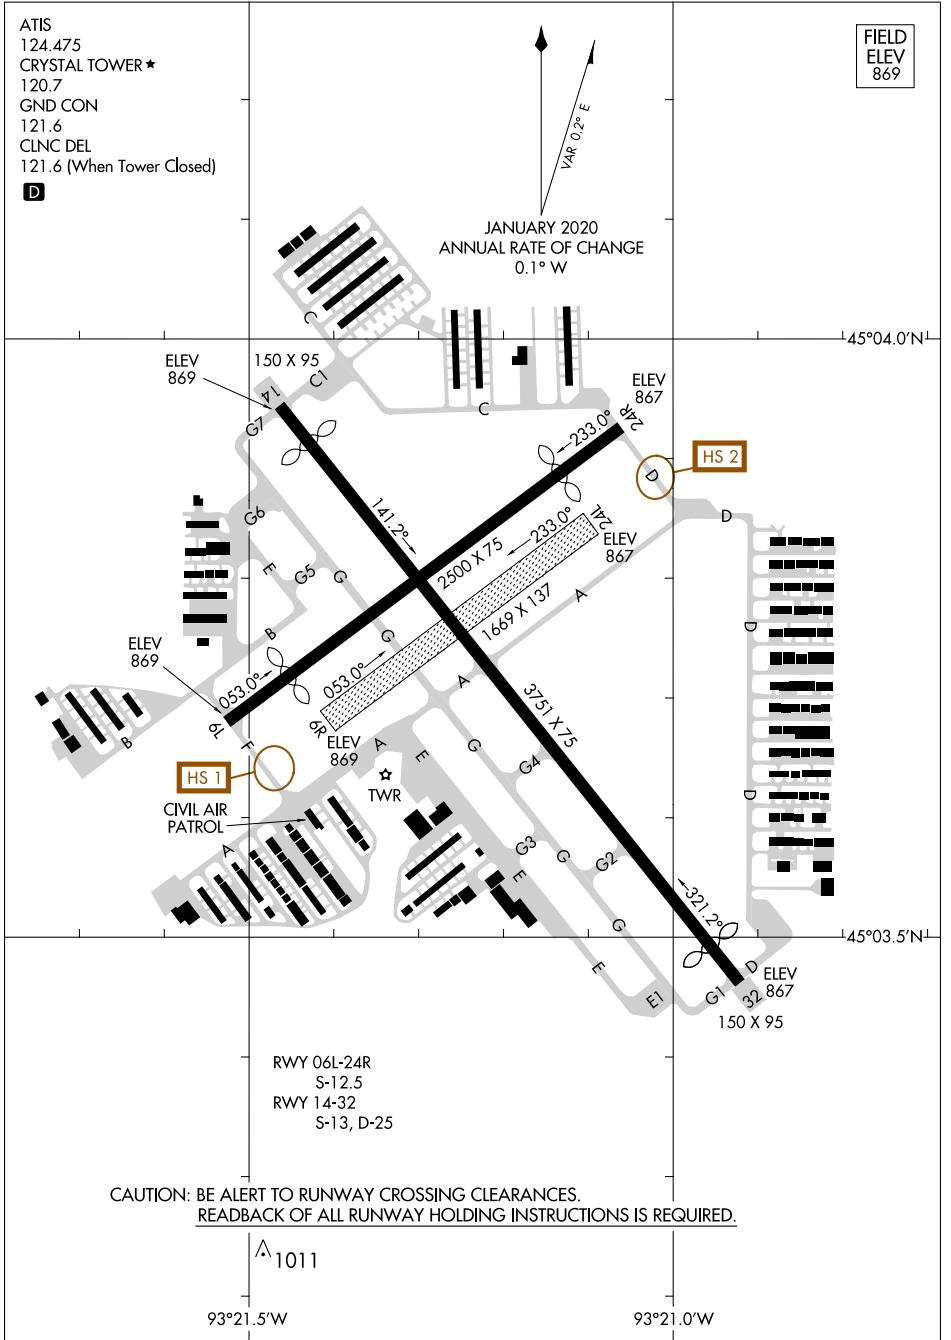 ATIS
124.475
CRYSTAL TOWER★
120.7
GND CON
121.6
CLNC DEL
121.6 (When Tower Closed)
D
FIELD
ELEV
869
VAR 0.2° E
JANUARY 2020
ANNUAL RATE OF CHANGE
0.1° W
45°04.0'N
C
ELEV
869
150 X 95
C1
14
G7
C
ELEV
867
24R
233.0°
HS 2
D
D
G6
141.2°
2500 X 75
233.0°
24L
ELEV
867
E
G5
G
1669 X 137
A
B
G
D
ELEV
869
053.0°
053.0°
A
3751 X 75
6L
6R
ELEV
869
B
F
A
E
G
G4
HS 1
TWR
CIVIL AIR
PATROL
D
A
G3
G
G2
E
321.2°
G
45°03.5'N
E
E1
G1
D
32
ELEV
867
150 X 95
RWY 06L-24R
S-12.5
RWY 14-32
S-13, D-25
CAUTION: BE ALERT TO RUNWAY CROSSING CLEARANCES.
READBACK OF ALL RUNWAY HOLDING INSTRUCTIONS IS REQUIRED.
1011
93°21.5'W
93°21.0'W